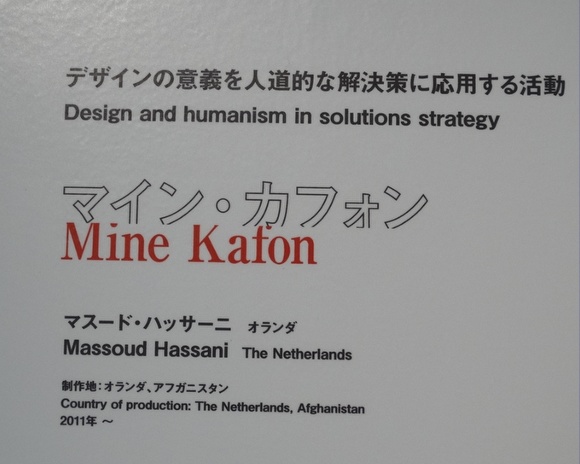 デザインの意義を人道的な解決策に応用する活動
Design and humanism in solutions strategy
マイン・カフォン
Mine Kafon
マスード・ハッサーニ オランダ
Massoud Hassani The Netherlands
制作地：オランダ、アフガニスタン
Country of production: The Netherlands, Afghanistan
2011年 ～